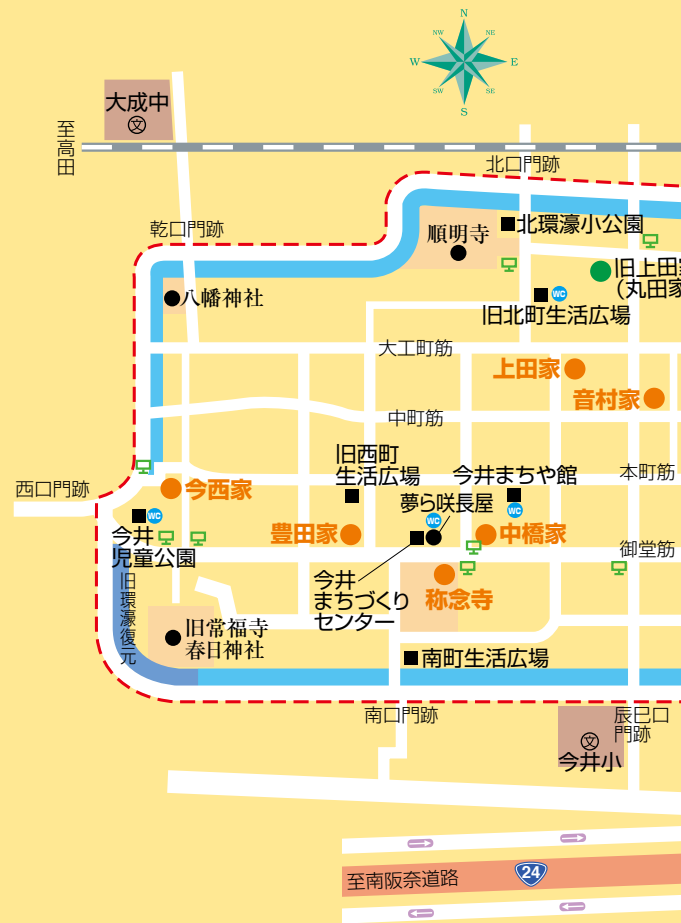 N
NW
NE
W
E
SW
SE
S
大成中
文
至高田
北口門跡
乾口門跡
順明寺
北環濠小公園
旧上田家
（丸田家
八幡神社
WC
旧北町生活広場
大工町筋
上田家
音村家
中町筋
旧西町
生活広場
今井まちや館
本町筋
西口門跡
今西家
夢ら咲長屋
WC
WC
WC
豊田家
中橋家
今井
児童公園
御堂筋
旧環濠復元
今井
まちづくり
センター
称念寺
旧常福寺
春日神社
南町生活広場
南口門跡
辰巳口
門跡
文
今井小
至南阪奈道路
24